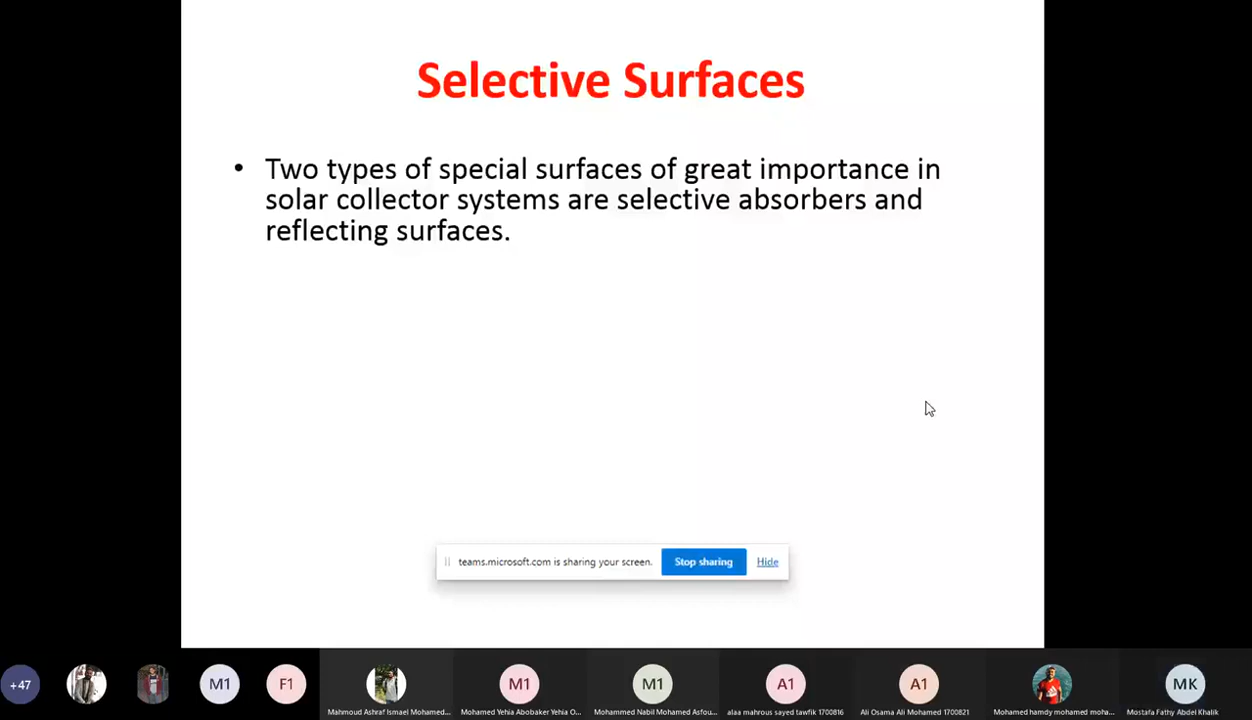 Selective Surfaces
• Two types of special surfaces of great importance in
solar collector systems are selective absorbers and
reflecting surfaces.
teams.microsoft.com is sharing your screen. Stop sharing Hide
+47 M1 F1 M1 M1 A1 A1 MK
Mahmoud Ashraf Ismael Mohamed... Mohamed Yehia Abobaker Yehia O... Mohammed Nabil Mohamed Asfou... alaa mahrous sayed tawfik 1700816 Ali Osama Ali Mohamed 1700821 Mohamed hamdy mohamed moha... Mostafa Fathy Abdel Khalik